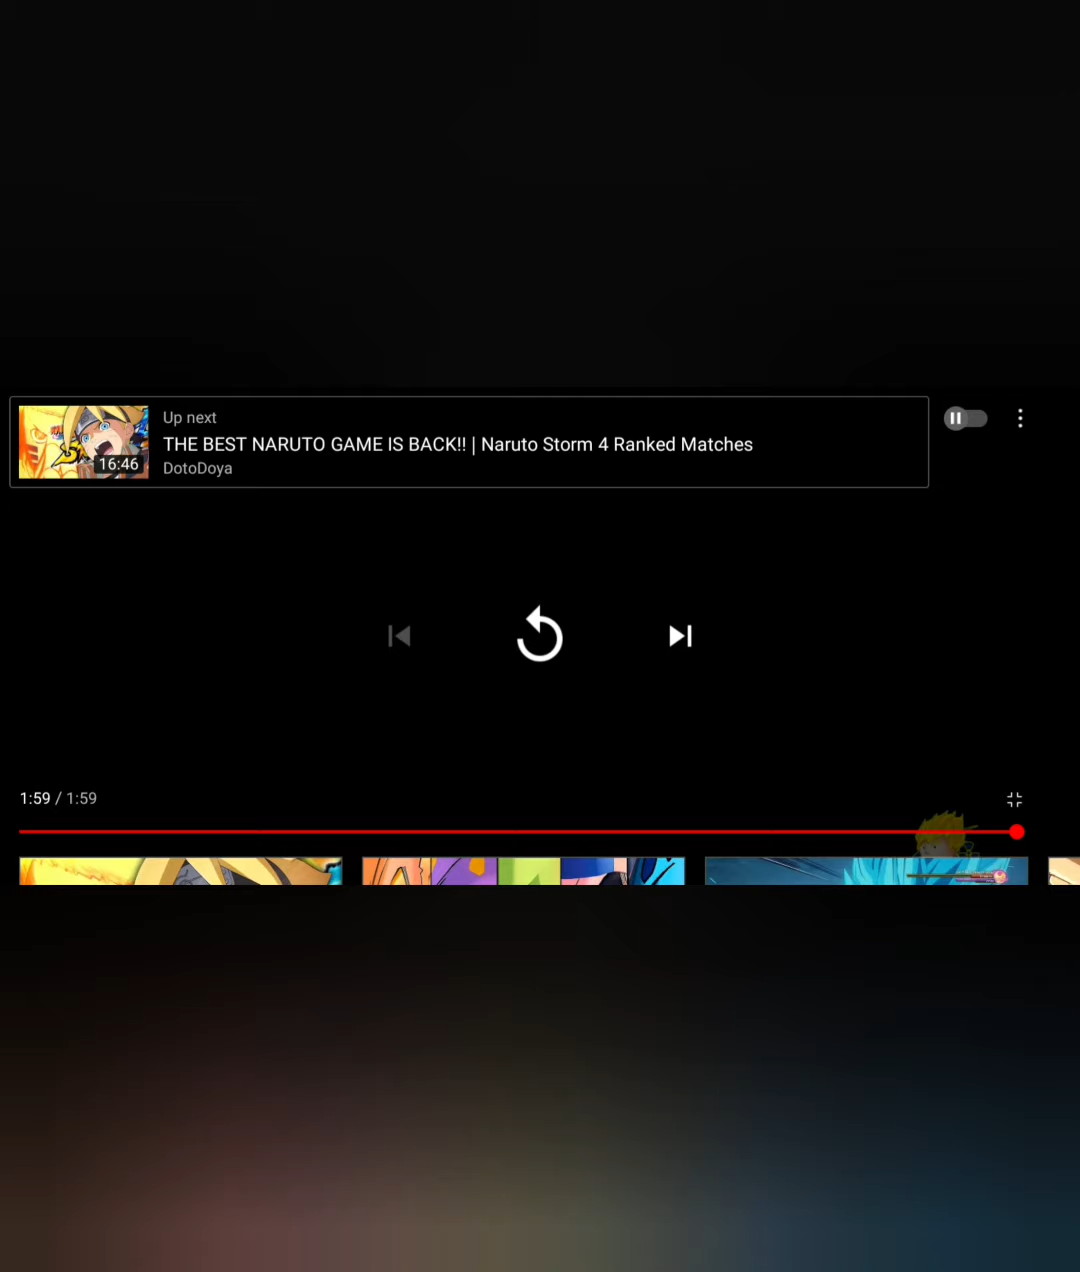 Up next
THE BEST NARUTO GAME IS BACK!! | Naruto Storm 4 Ranked Matches
16:46
DotoDoya
1:59 / 1:59